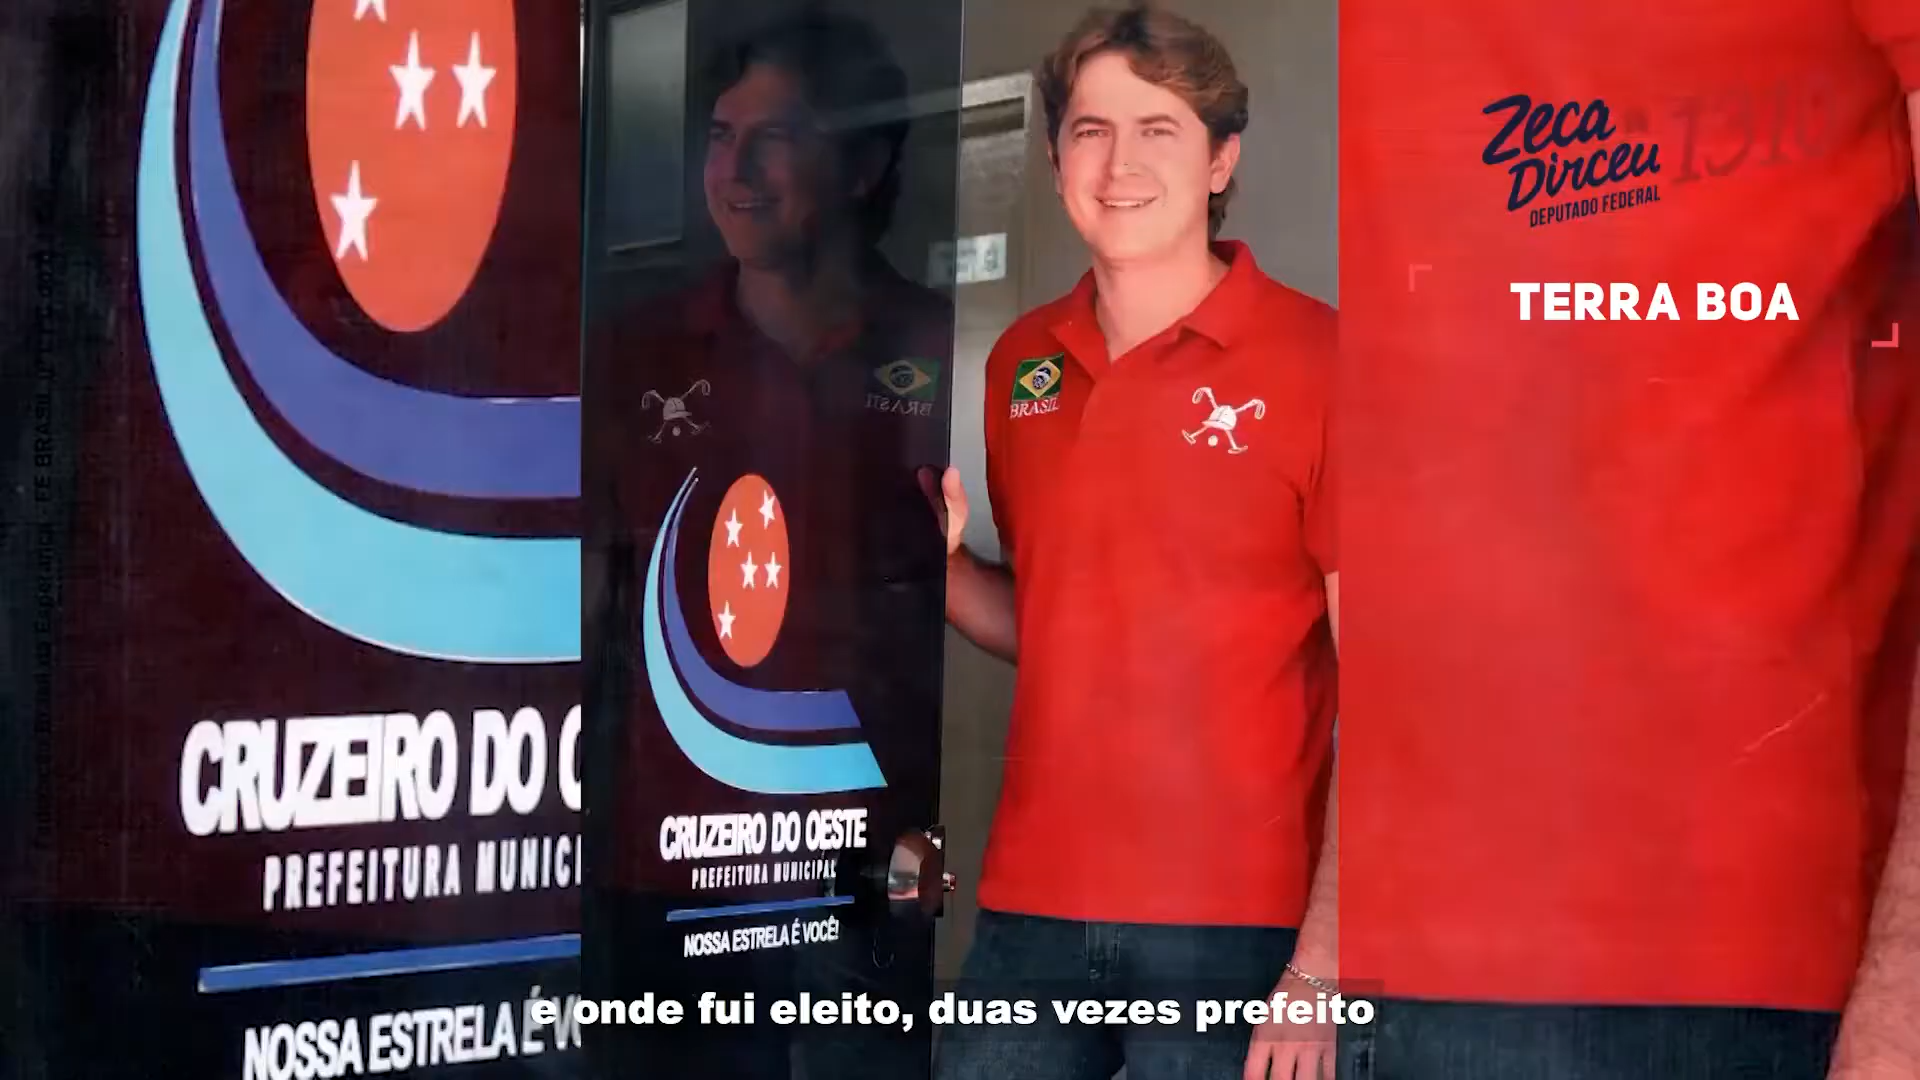 Zeca
Dirceu
1310
DEPUTADO FEDERAL
TERRA BOA
BRASIL
BRASIL
CRUZEIRO DO O
PREFEITURA MUNICI
NOSSA ESTRELA É V
CRUZEIRO DO OESTE
PREFEITURA MUNICIPAL
NOSSA ESTRELA É VOCÊ!
e onde fui eleito, duas vezes prefeito